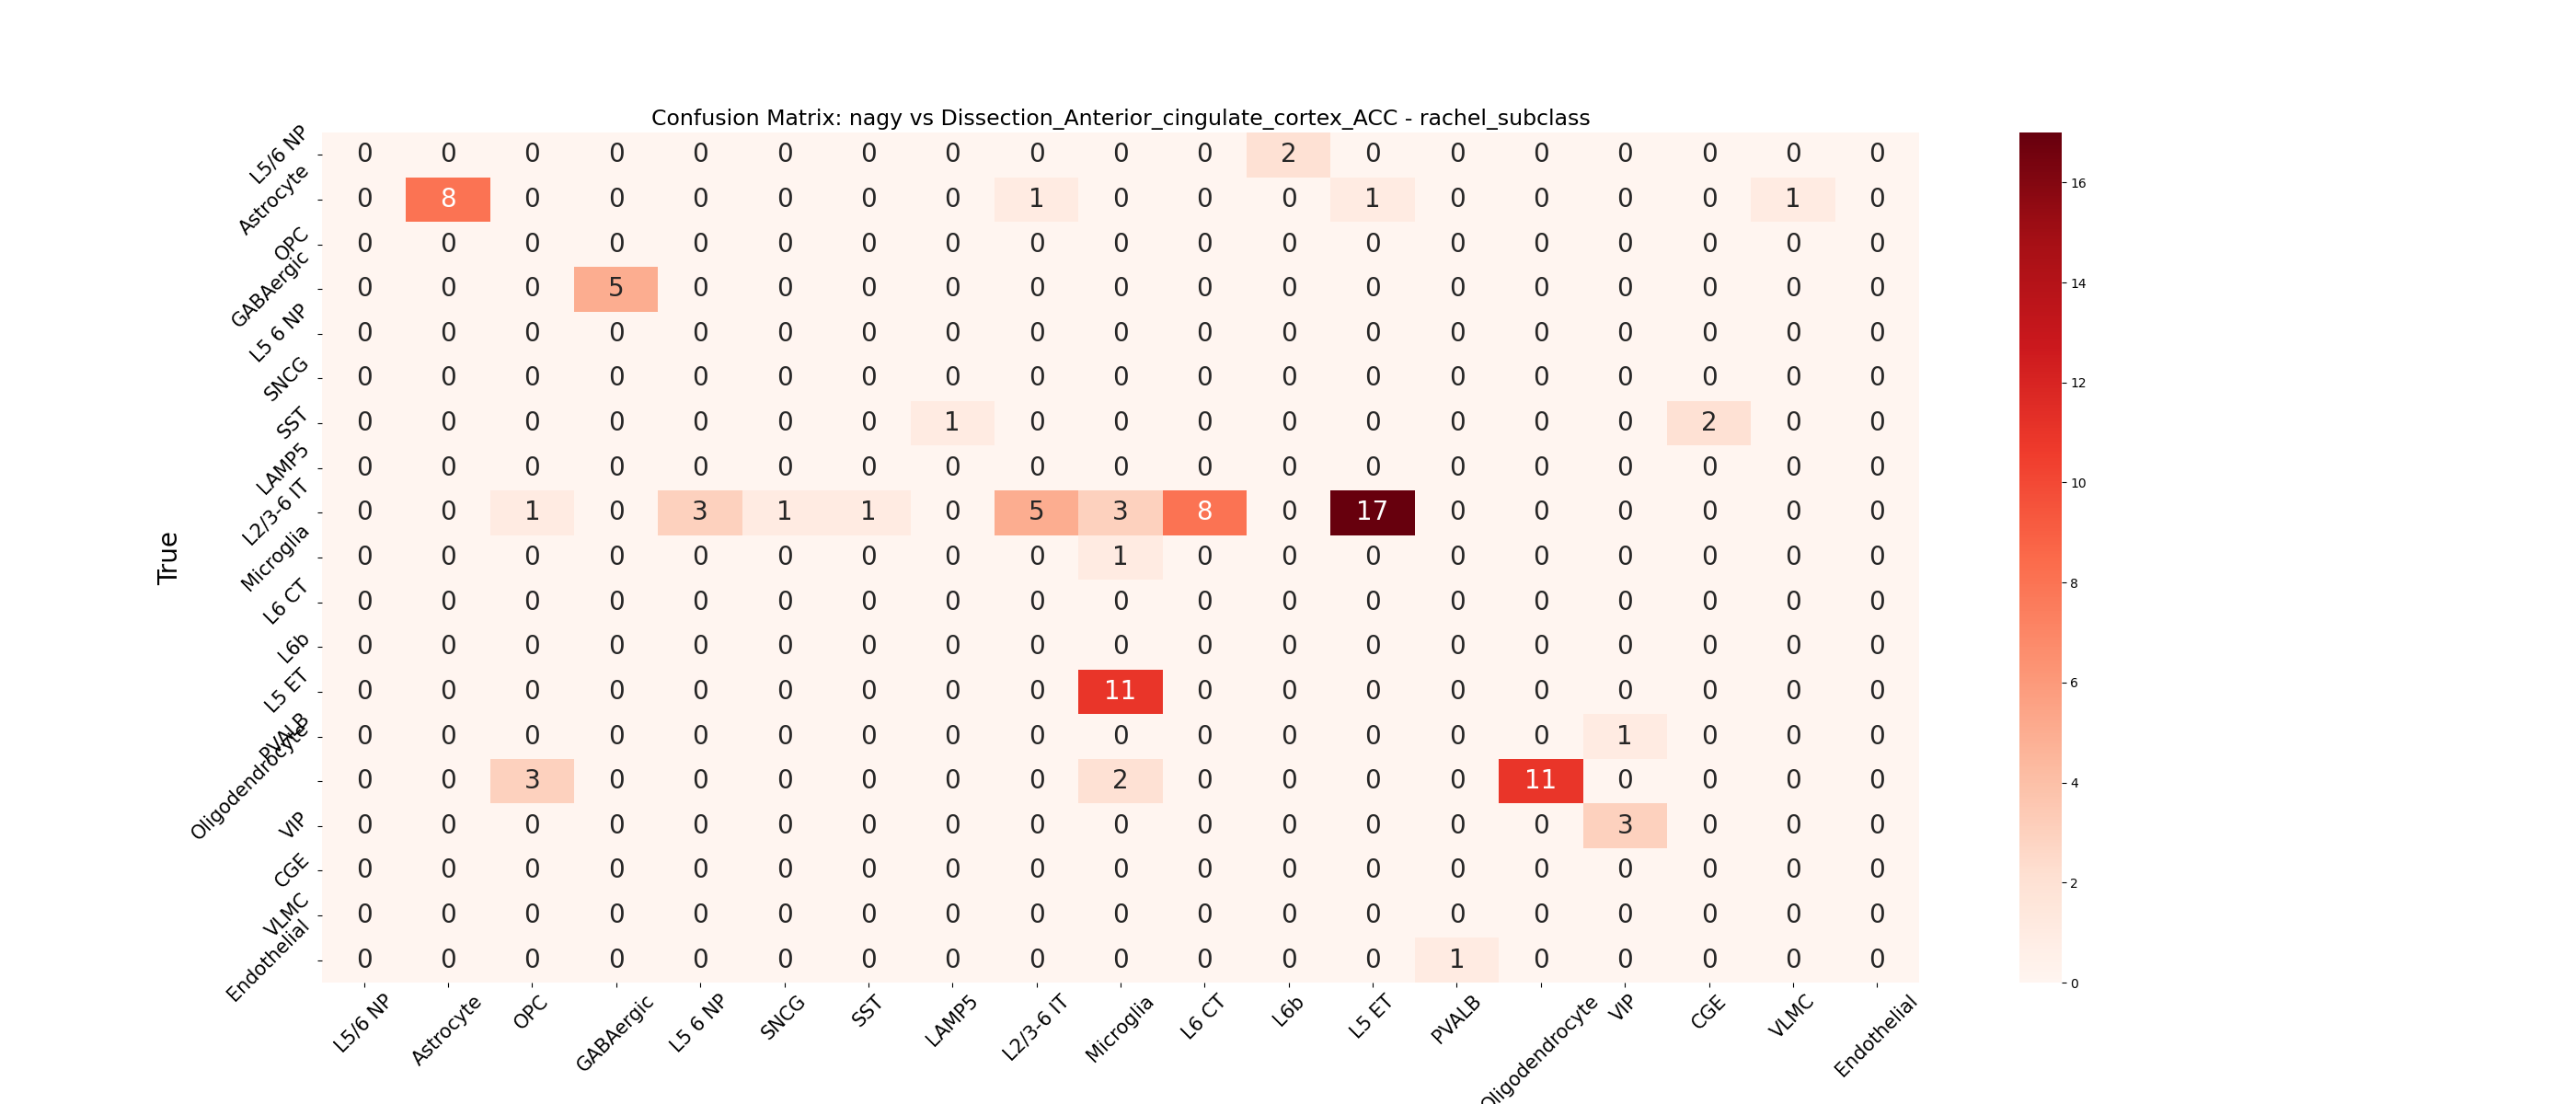 Confusion Matrix: nagy vs Dissection_Anterior_cingulate_cortex_ACC - rachel_subclass
L5/6 NP 0 0 0 0 0 0 0 0 0 0 0 2 0 0 0 0 0 0 0
Astrocyte 0 8 0 0 0 0 0 0 1 0 0 0 1 0 0 0 0 1 0
OPC 0 0 0 0 0 0 0 0 0 0 0 0 0 0 0 0 0 0 0
GABAergic 0 0 0 5 0 0 0 0 0 0 0 0 0 0 0 0 0 0 0
L5 6 NP 0 0 0 0 0 0 0 0 0 0 0 0 0 0 0 0 0 0 0
SNCG 0 0 0 0 0 0 0 0 0 0 0 0 0 0 0 0 0 0 0
SST 0 0 0 0 0 0 0 1 0 0 0 0 0 0 0 0 2 0 0
LAMP5 0 0 0 0 0 0 0 0 0 0 0 0 0 0 0 0 0 0 0
L2/3-6 IT 0 0 1 0 3 1 1 0 5 3 8 0 17 0 0 0 0 0 0
Microglia 0 0 0 0 0 0 0 0 0 1 0 0 0 0 0 0 0 0 0
L6 CT 0 0 0 0 0 0 0 0 0 0 0 0 0 0 0 0 0 0 0
L6b 0 0 0 0 0 0 0 0 0 0 0 0 0 0 0 0 0 0 0
L5 ET 0 0 0 0 0 0 0 0 0 11 0 0 0 0 0 0 0 0 0
PVALB 0 0 0 0 0 0 0 0 0 0 0 0 0 0 0 1 0 0 0
Oligodendrocyte 0 0 3 0 0 0 0 0 0 2 0 0 0 0 11 0 0 0 0
VIP 0 0 0 0 0 0 0 0 0 0 0 0 0 0 0 3 0 0 0
CGE 0 0 0 0 0 0 0 0 0 0 0 0 0 0 0 0 0 0 0
VLMC 0 0 0 0 0 0 0 0 0 0 0 0 0 0 0 0 0 0 0
Endothelial 0 0 0 0 0 0 0 0 0 0 0 0 0 1 0 0 0 0 0
True
L5/6 NP Astrocyte OPC GABAergic L5 6 NP SNCG SST LAMP5 L2/3-6 IT Microglia L6 CT L6b L5 ET PVALB Oligodendrocyte VIP CGE VLMC Endothelial
16
14
12
10
8
6
4
2
0